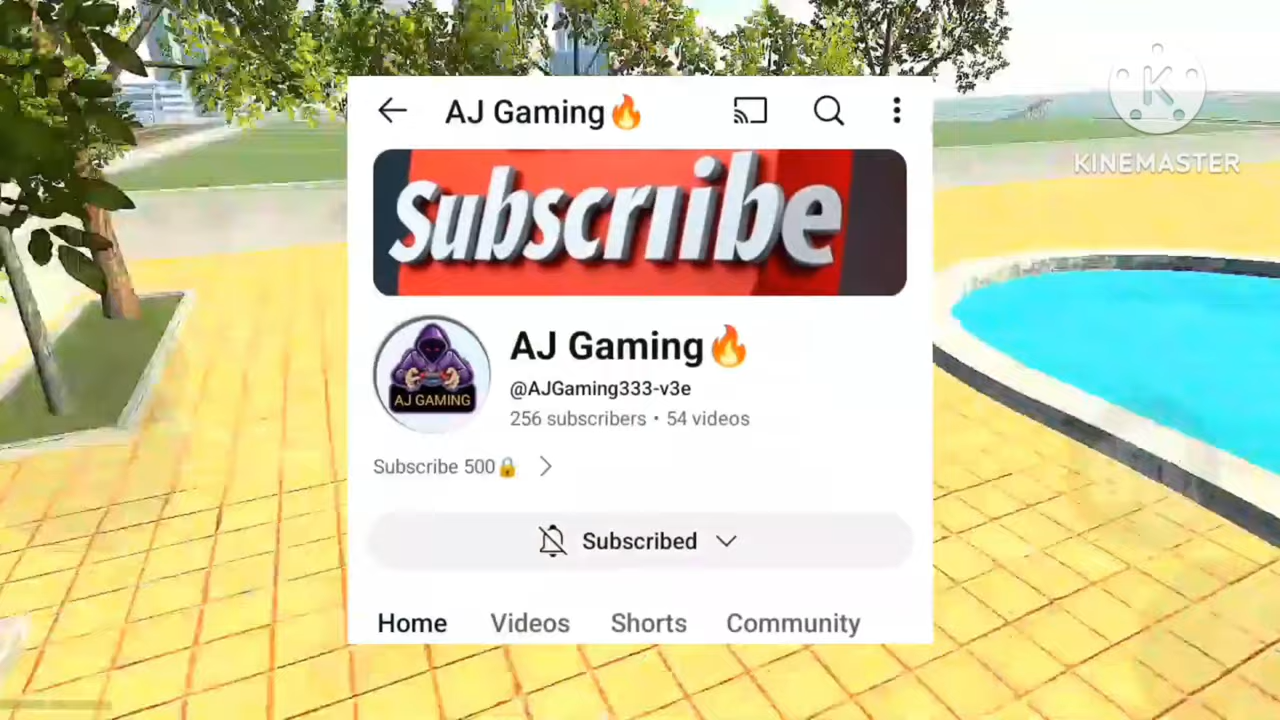 AJ Gaming🔥
Subscriibe
AJ GAMING
AJ Gaming🔥
@AJGaming333-v3e
256 subscribers • 54 videos
Subscribe 500🔒
Subscribed
Home Videos Shorts Community
K
KINEMASTER